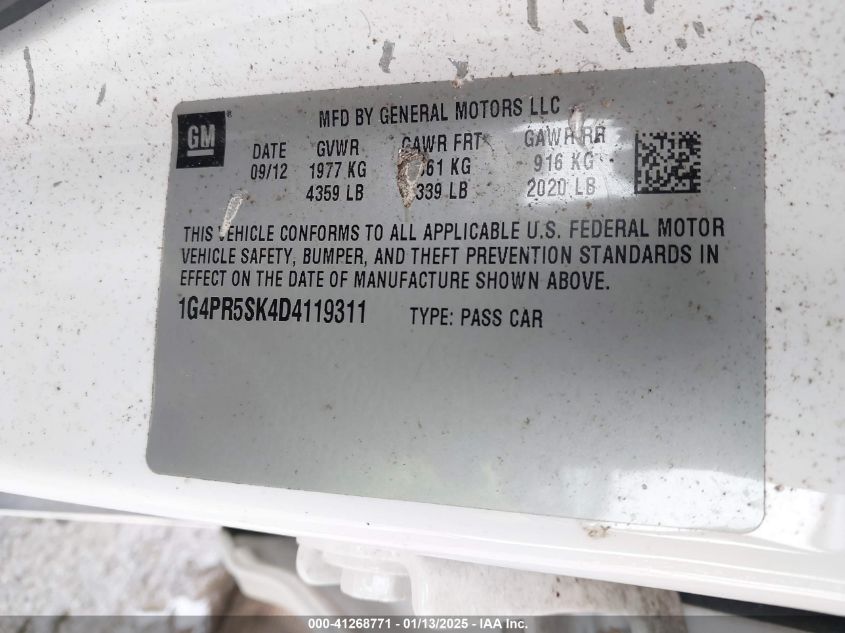 MFD BY GENERAL MOTORS LLC
GM DATE GVWR GAWR FRT GAWR RR
09/12 1977 KG 916 KG
4359 LB LB 2020 LB
THIS VEHICLE CONFORMS TO ALL APPLICABLE U.S. FEDERAL MOTOR
VEHICLE SAFETY, BUMPER, AND THEFT PREVENTION STANDARDS IN
EFFECT ON THE DATE OF MANUFACTURE SHOWN ABOVE.
1G4PR5SK4D4119311 TYPE: PASS CAR
000-41268771 — 01/13/2025 — IAA Inc.